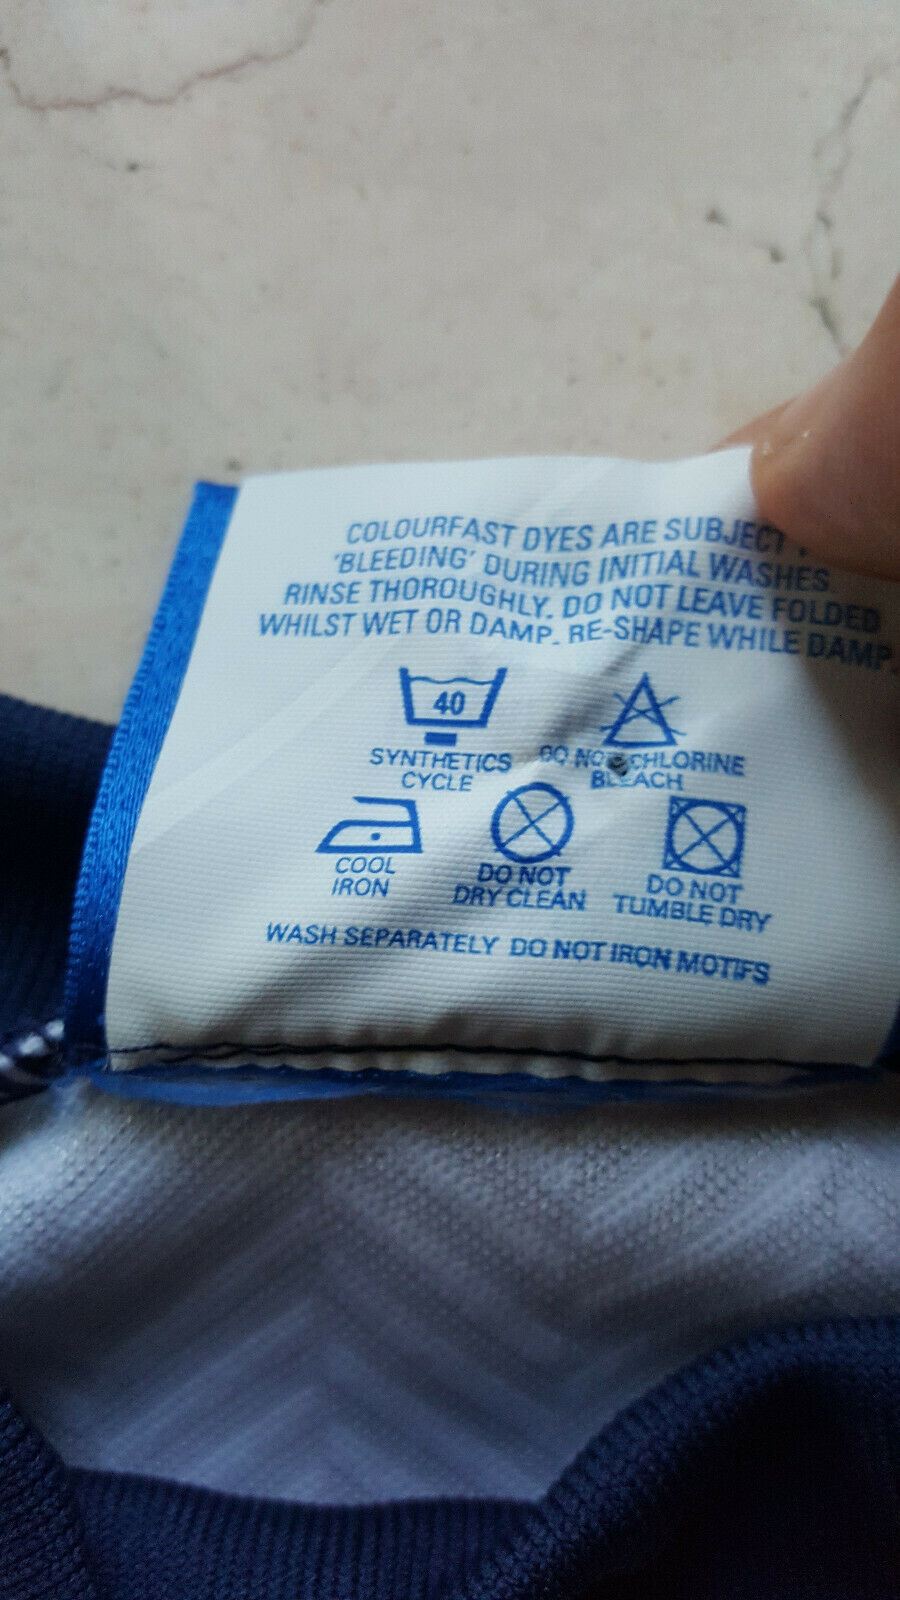 COLOURFAST DYES ARE SUBJECT
'BLEEDING' DURING INITIAL WASHES.
RINSE THOROUGHLY. DO NOT LEAVE FOLDED
WHILST WET OR DAMP. RE-SHAPE WHILE DAMP.
40
SYNTHETICS
CYCLE
DO NOT CHLORINE
BLEACH
COOL
IRON
DO NOT
DRY CLEAN
DO NOT
TUMBLE DRY
WASH SEPARATELY DO NOT IRON MOTIFS